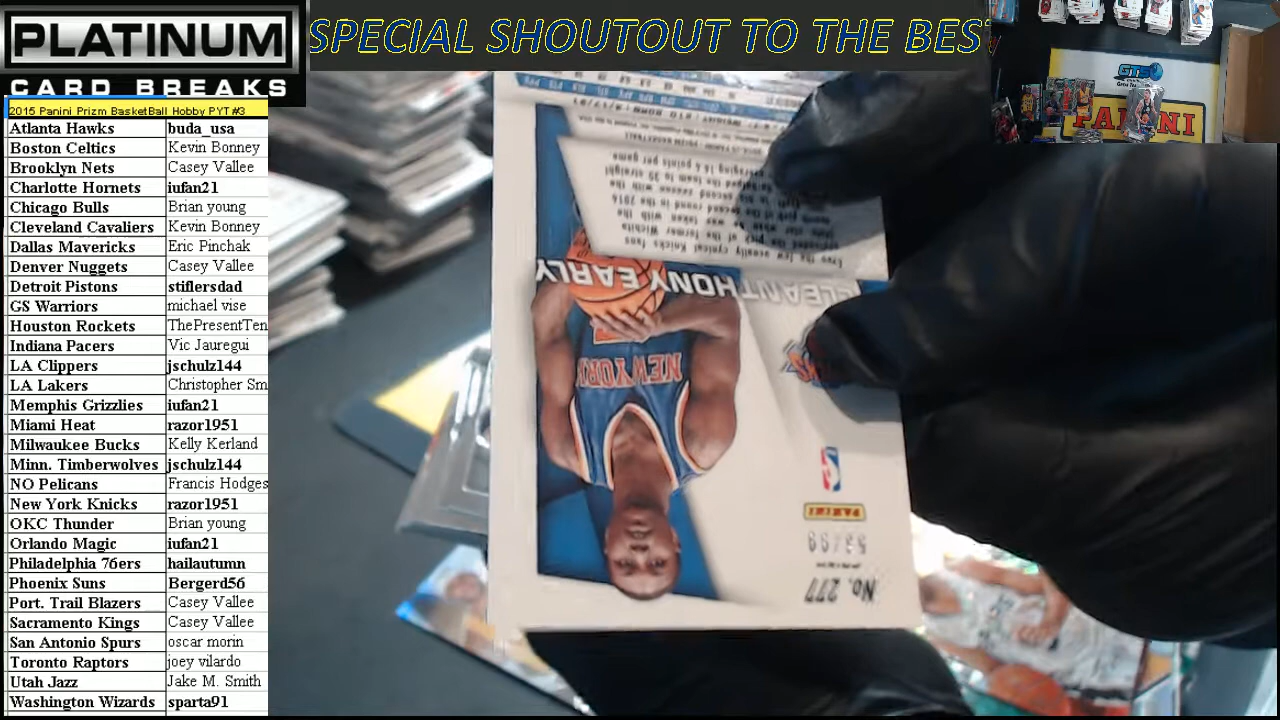 PLATINUM
CARD BREAKS
SPECIAL SHOUTOUT TO THE BES
2015 Panini Prizm BasketBall Hobby PYT #3
Atlanta Hawks buda_usa
Boston Celtics Kevin Bonney
Brooklyn Nets Casey Vallee
Charlotte Hornets iufan21
Chicago Bulls Brian young
Cleveland Cavaliers Kevin Bonney
Dallas Mavericks Eric Pinchak
Denver Nuggets Casey Vallee
Detroit Pistons stiflersdad
GS Warriors michael vise
Houston Rockets ThePresentTen
Indiana Pacers Vic Jauregui
LA Clippers jschulz144
LA Lakers Christopher Sm
Memphis Grizzlies iufan21
Miami Heat razor1951
Milwaukee Bucks Kelly Kerland
Minn. Timberwolves jschulz144
NO Pelicans Francis Hodges
New York Knicks razor1951
OKC Thunder Brian young
Orlando Magic iufan21
Philadelphia 76ers hailautumn
Phoenix Suns Bergerd56
Port. Trail Blazers Casey Vallee
Sacramento Kings Casey Vallee
San Antonio Spurs oscar morin
Toronto Raptors joey vilardo
Utah Jazz Jake M. Smith
Washington Wizards sparta91
GTS
PANINI
No. 277
PANINI
NEW YORK
CLEANTHONY EARLY